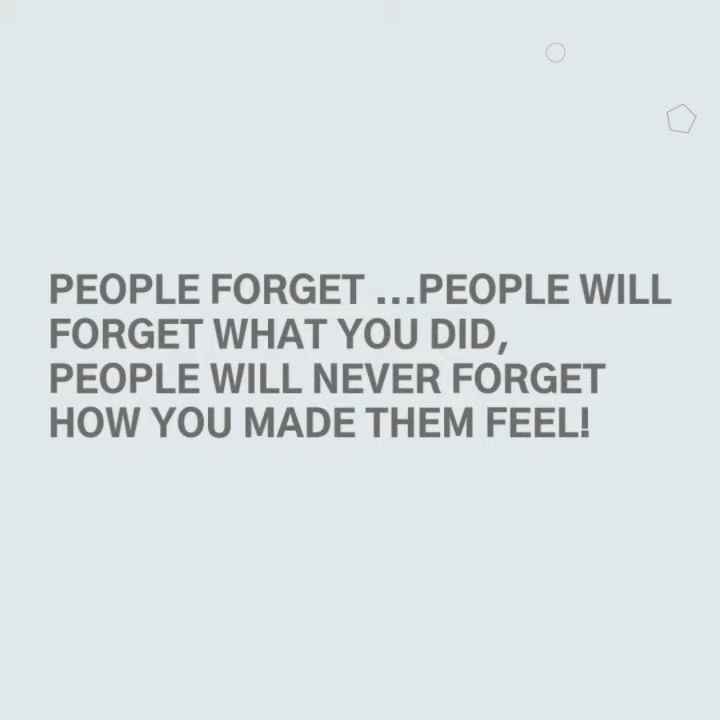 PEOPLE FORGET ...PEOPLE WILL
FORGET WHAT YOU DID,
PEOPLE WILL NEVER FORGET
HOW YOU MADE THEM FEEL!